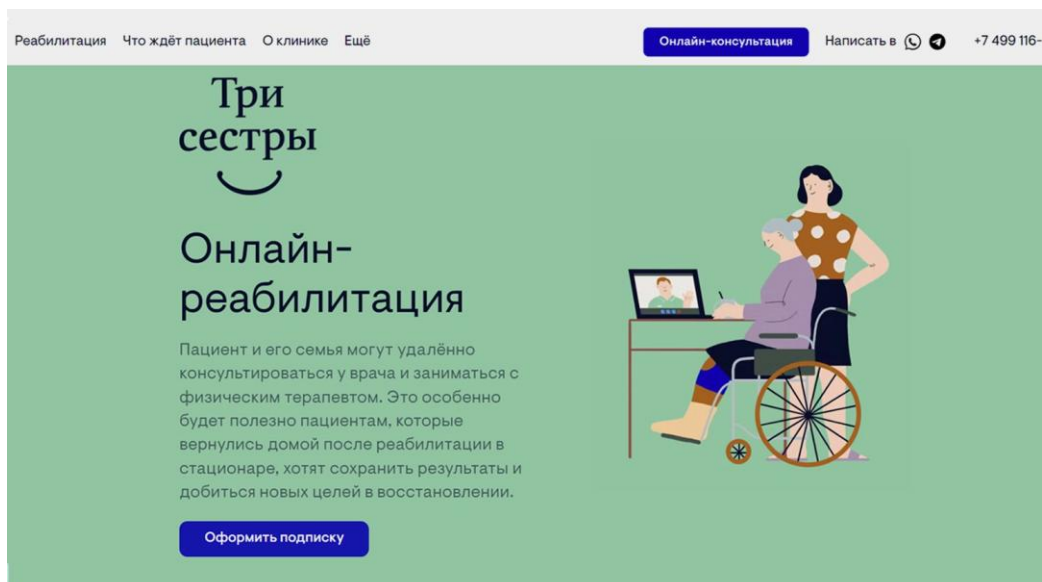 Реабилитация Что ждёт пациента О клинике Ещё Онлайн-консультация Написать в +7 499 116-
Три
сестры
Онлайн-
реабилитация
Пациент и его семья могут удалённо
консультироваться у врача и заниматься с
физическим терапевтом. Это особенно
будет полезно пациентам, которые
вернулись домой после реабилитации в
стационаре, хотят сохранить результаты и
добиться новых целей в восстановлении.
Оформить подписку